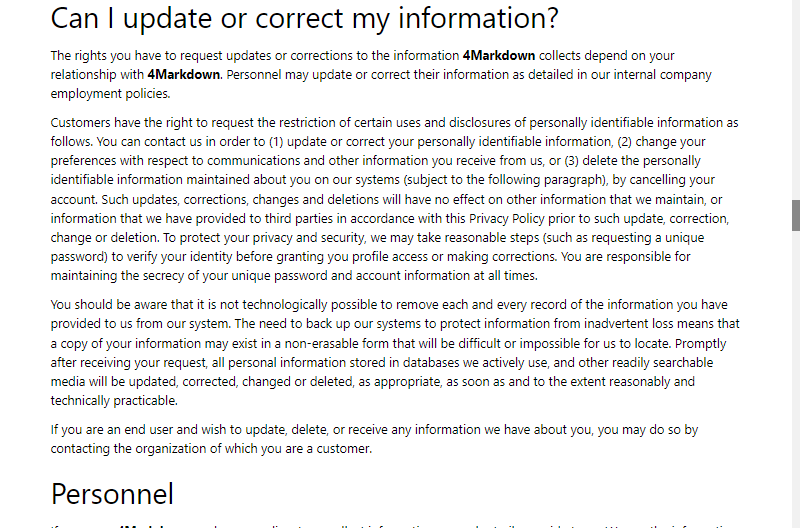 Can I update or correct my information?
The rights you have to request updates or corrections to the information 4Markdown collects depend on your
relationship with 4Markdown. Personnel may update or correct their information as detailed in our internal company
employment policies.
Customers have the right to request the restriction of certain uses and disclosures of personally identifiable information as
follows. You can contact us in order to (1) update or correct your personally identifiable information, (2) change your
preferences with respect to communications and other information you receive from us, or (3) delete the personally
identifiable information maintained about you on our systems (subject to the following paragraph), by cancelling your
account. Such updates, corrections, changes and deletions will have no effect on other information that we maintain, or
information that we have provided to third parties in accordance with this Privacy Policy prior to such update, correction,
change or deletion. To protect your privacy and security, we may take reasonable steps (such as requesting a unique
password) to verify your identity before granting you profile access or making corrections. You are responsible for
maintaining the secrecy of your unique password and account information at all times.
You should be aware that it is not technologically possible to remove each and every record of the information you have
provided to us from our system. The need to back up our systems to protect information from inadvertent loss means that
a copy of your information may exist in a non-erasable form that will be difficult or impossible for us to locate. Promptly
after receiving your request, all personal information stored in databases we actively use, and other readily searchable
media will be updated, corrected, changed or deleted, as appropriate, as soon as and to the extent reasonably and
technically practicable.
If you are an end user and wish to update, delete, or receive any information we have about you, you may do so by
contacting the organization of which you are a customer.
Personnel